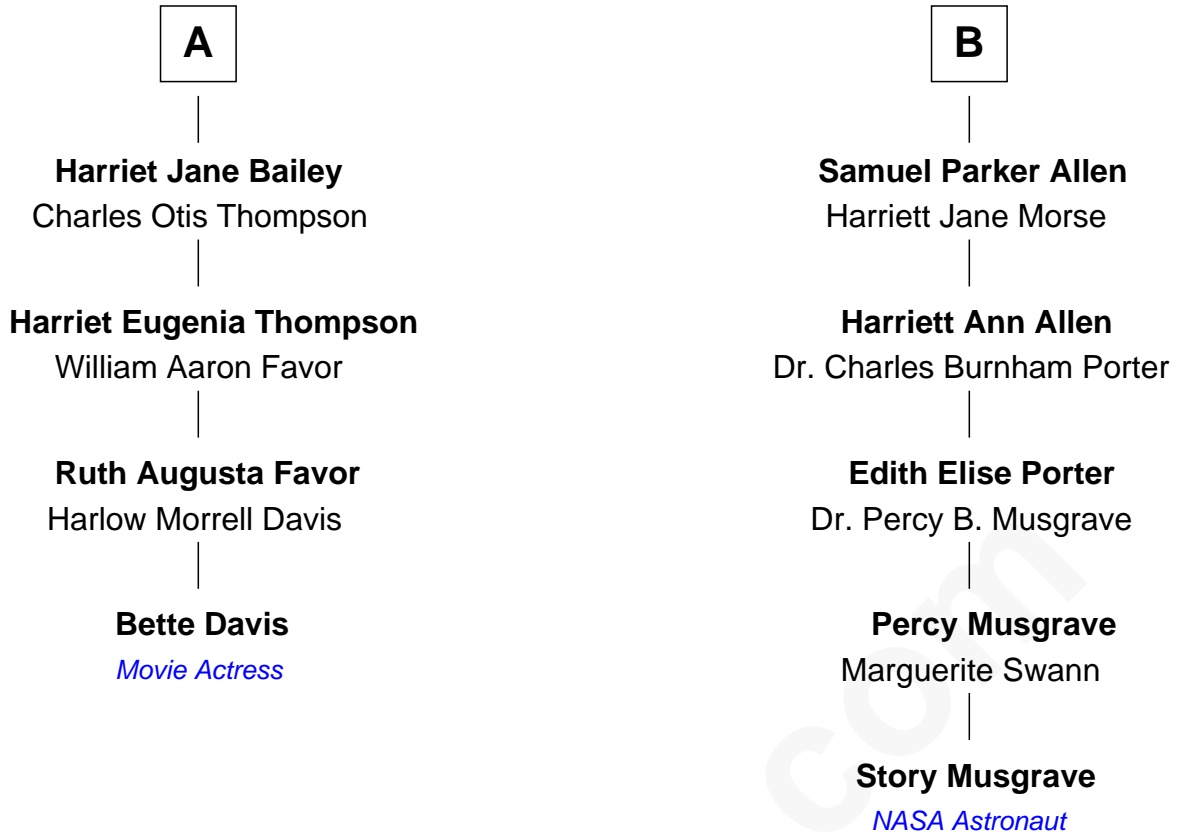 A
Harriet Jane Bailey
Charles Otis Thompson
Harriet Eugenia Thompson
William Aaron Favor
Ruth Augusta Favor
Harlow Morrell Davis
Bette Davis
Movie Actress
B
Samuel Parker Allen
Harriett Jane Morse
Harriett Ann Allen
Dr. Charles Burnham Porter
Edith Elise Porter
Dr. Percy B. Musgrave
Percy Musgrave
Marguerite Swann
Story Musgrave
NASA Astronaut
com